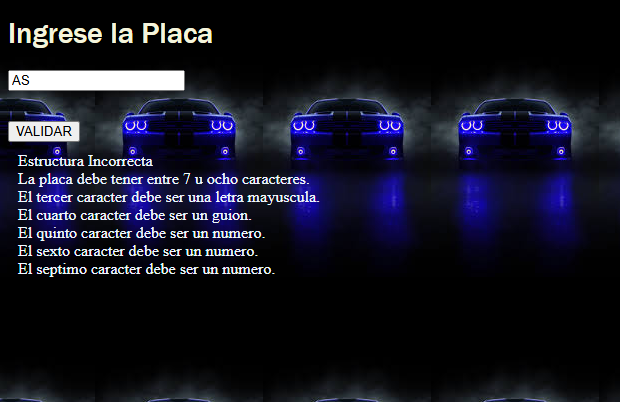 Ingrese la Placa
AS
VALIDAR
Estructura Incorrecta
La placa debe tener entre 7 u ocho caracteres.
El tercer caracter debe ser una letra mayuscula.
El cuarto caracter debe ser un guion.
El quinto caracter debe ser un numero.
El sexto caracter debe ser un numero.
El septimo caracter debe ser un numero.